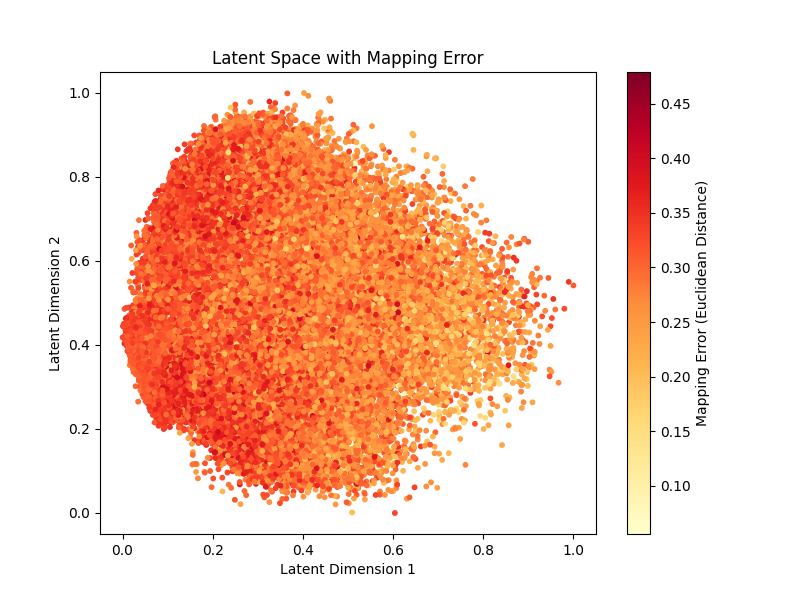 Latent Space with Mapping Error
Latent Dimension 2
1.0
0.8
0.6
0.4
0.2
0.0
0.0 0.2 0.4 0.6 0.8 1.0
Latent Dimension 1
0.45
0.40
0.35
0.30
0.25
0.20
0.15
0.10
Mapping Error (Euclidean Distance)